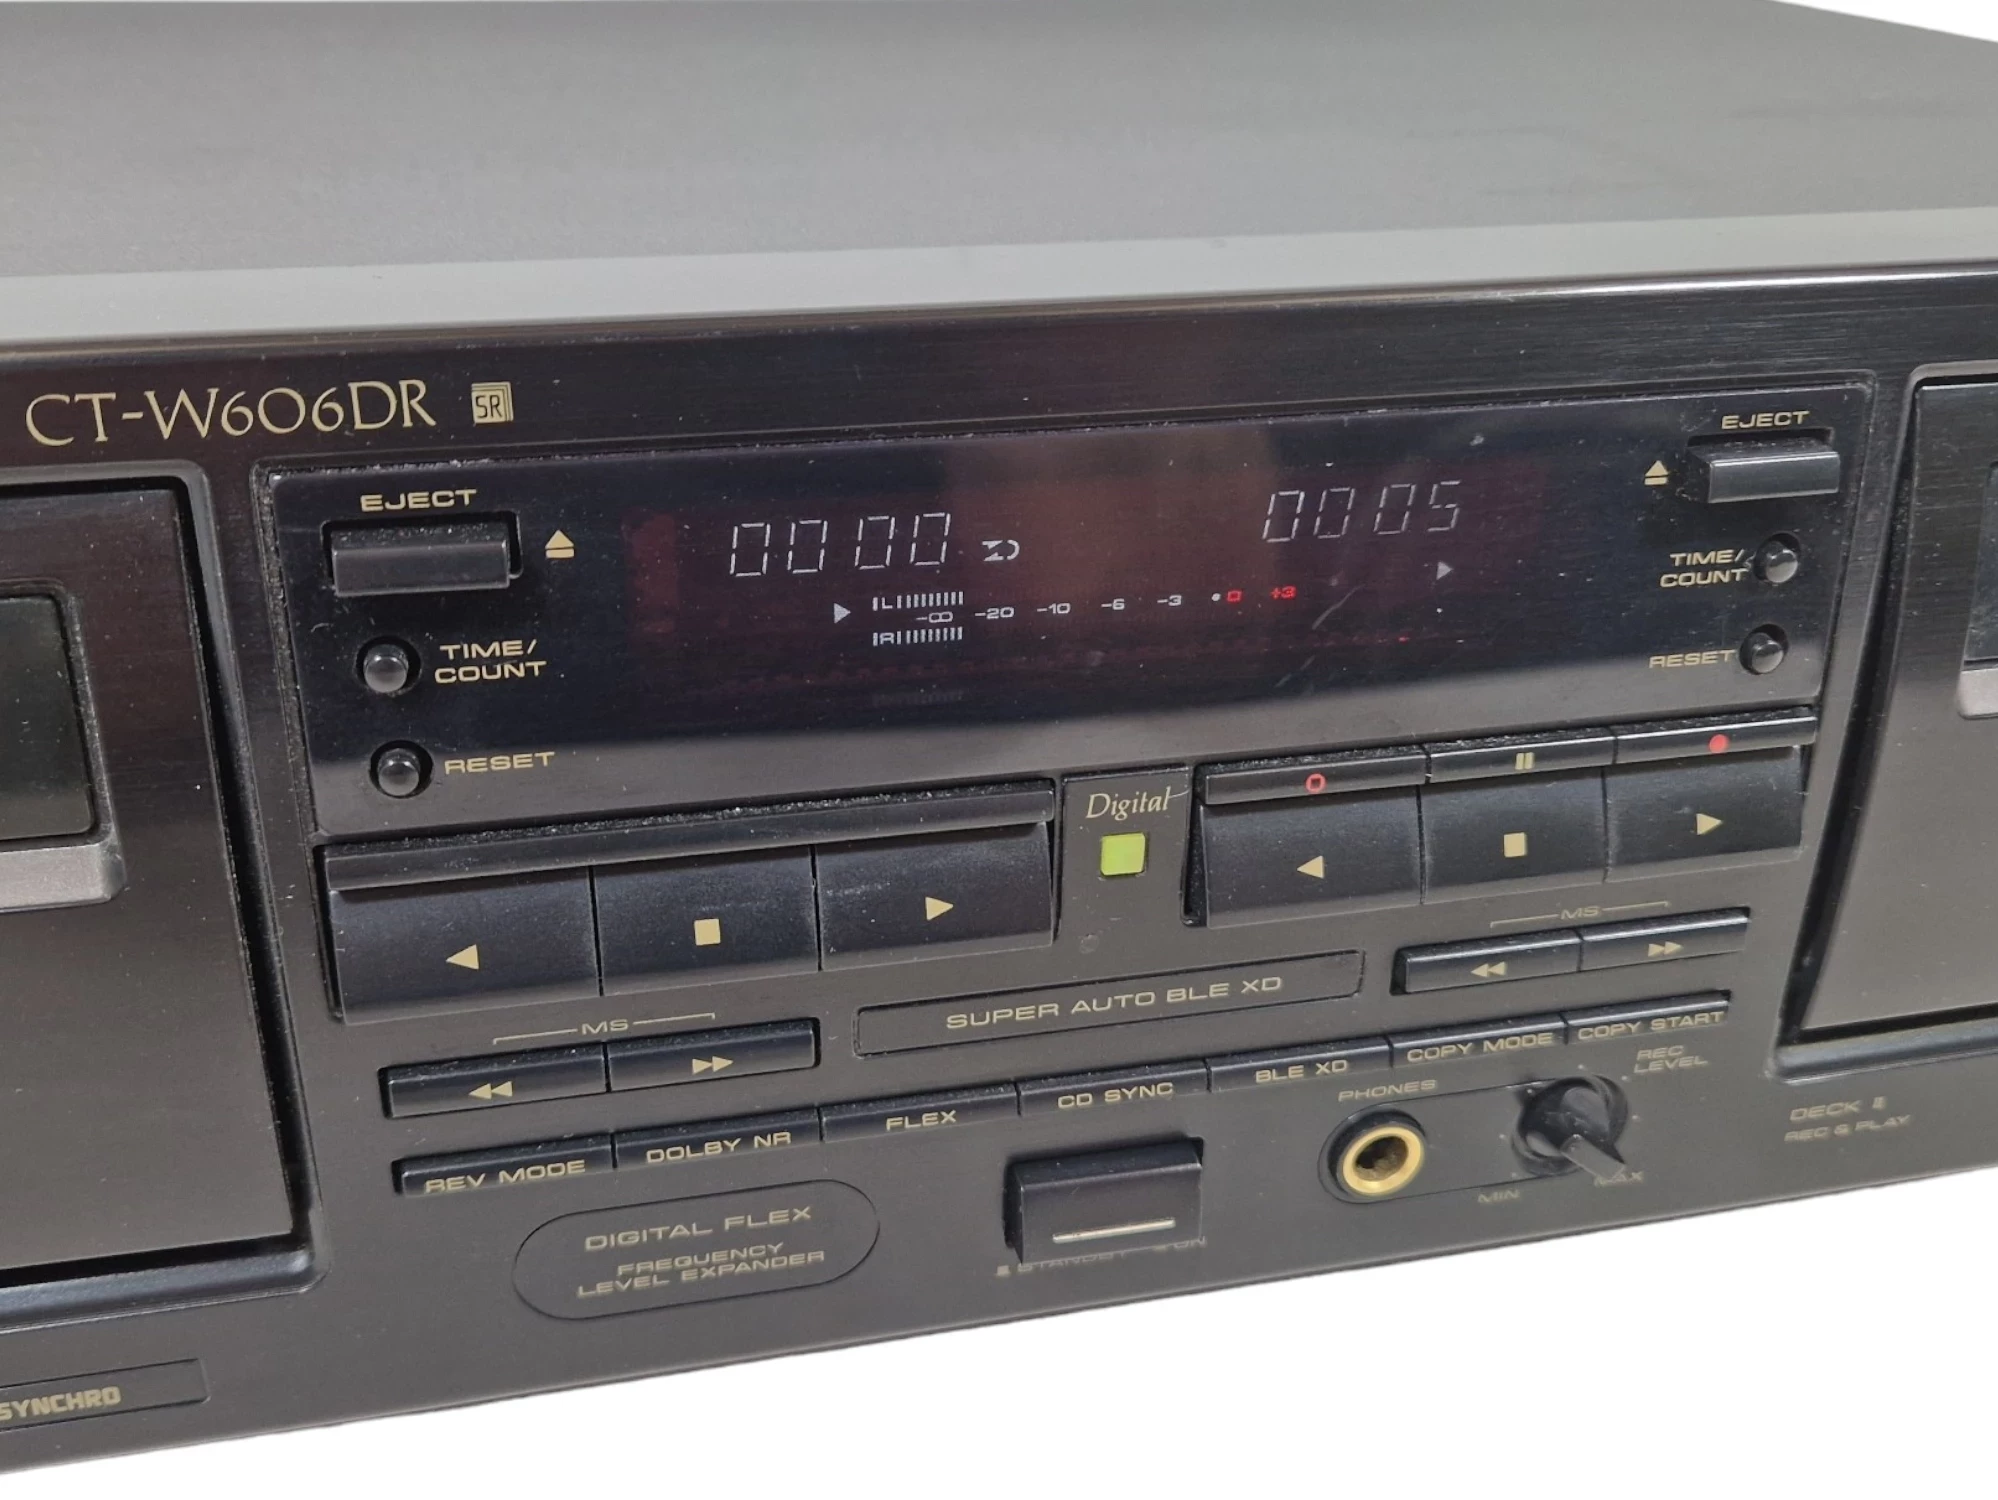 CT-W606DR SR
EJECT
TIME/
COUNT
RESET
0000
0005
L
-∞ -20 -10 -6 -3 0 +3
R
EJECT
TIME/
COUNT
RESET
Digital
MS
MS
SUPER AUTO BLE XD
REV MODE
DOLBY NR
FLEX
CD SYNC
BLE XD
COPY MODE
COPY START
DIGITAL FLEX
FREQUENCY
LEVEL EXPANDER
STANDBY ON
PHONES
REC
LEVEL
MIN
MAX
DECK II
REC & PLAY
SYNCHRO